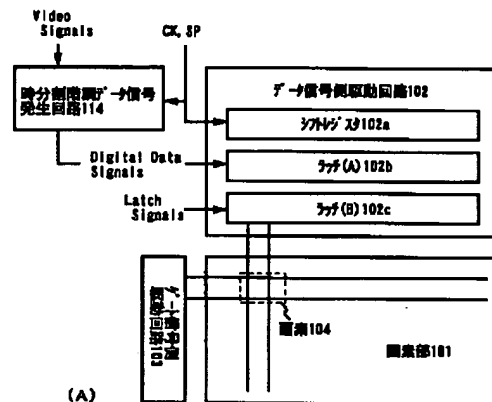 Video
Signals
CK, SP
時分割階調データ信号
発生回路114
データ信号側駆動回路102
シフトレジスタ102a
Digital Data
Signals
ラッチ(A)102b
Latch
Signals
ラッチ(B)102c
ゲート信号側
駆動回路103
画素104
画素部101
(A)